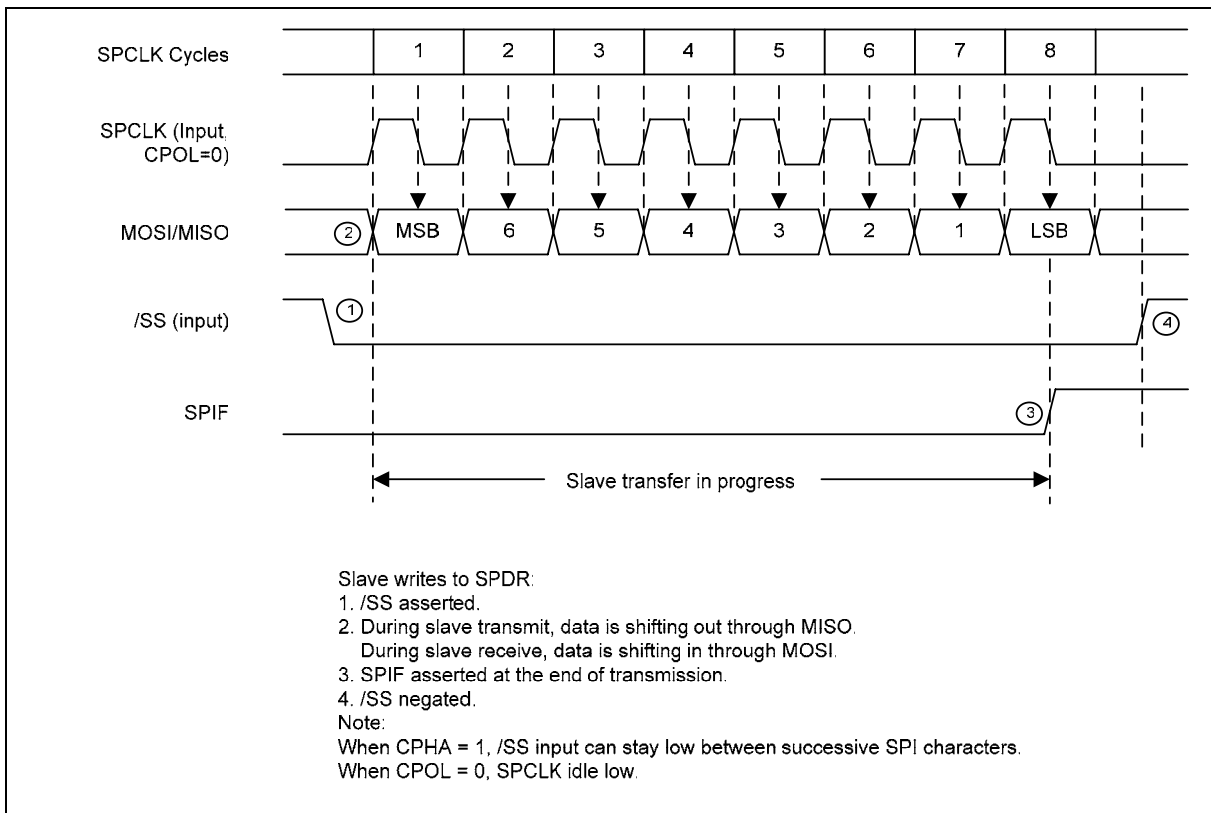 SPCLK Cycles
1 2 3 4 5 6 7 8
SPCLK (Input,
CPOL=0)
MOSI/MISO
2 MSB 6 5 4 3 2 1 LSB
/SS (input)
1
4
SPIF
3
Slave transfer in progress
Slave writes to SPDR:
1. /SS asserted.
2. During slave transmit, data is shifting out through MISO.
During slave receive, data is shifting in through MOSI.
3. SPIF asserted at the end of transmission.
4. /SS negated.
Note:
When CPHA = 1, /SS input can stay low between successive SPI characters.
When CPOL = 0, SPCLK idle low.